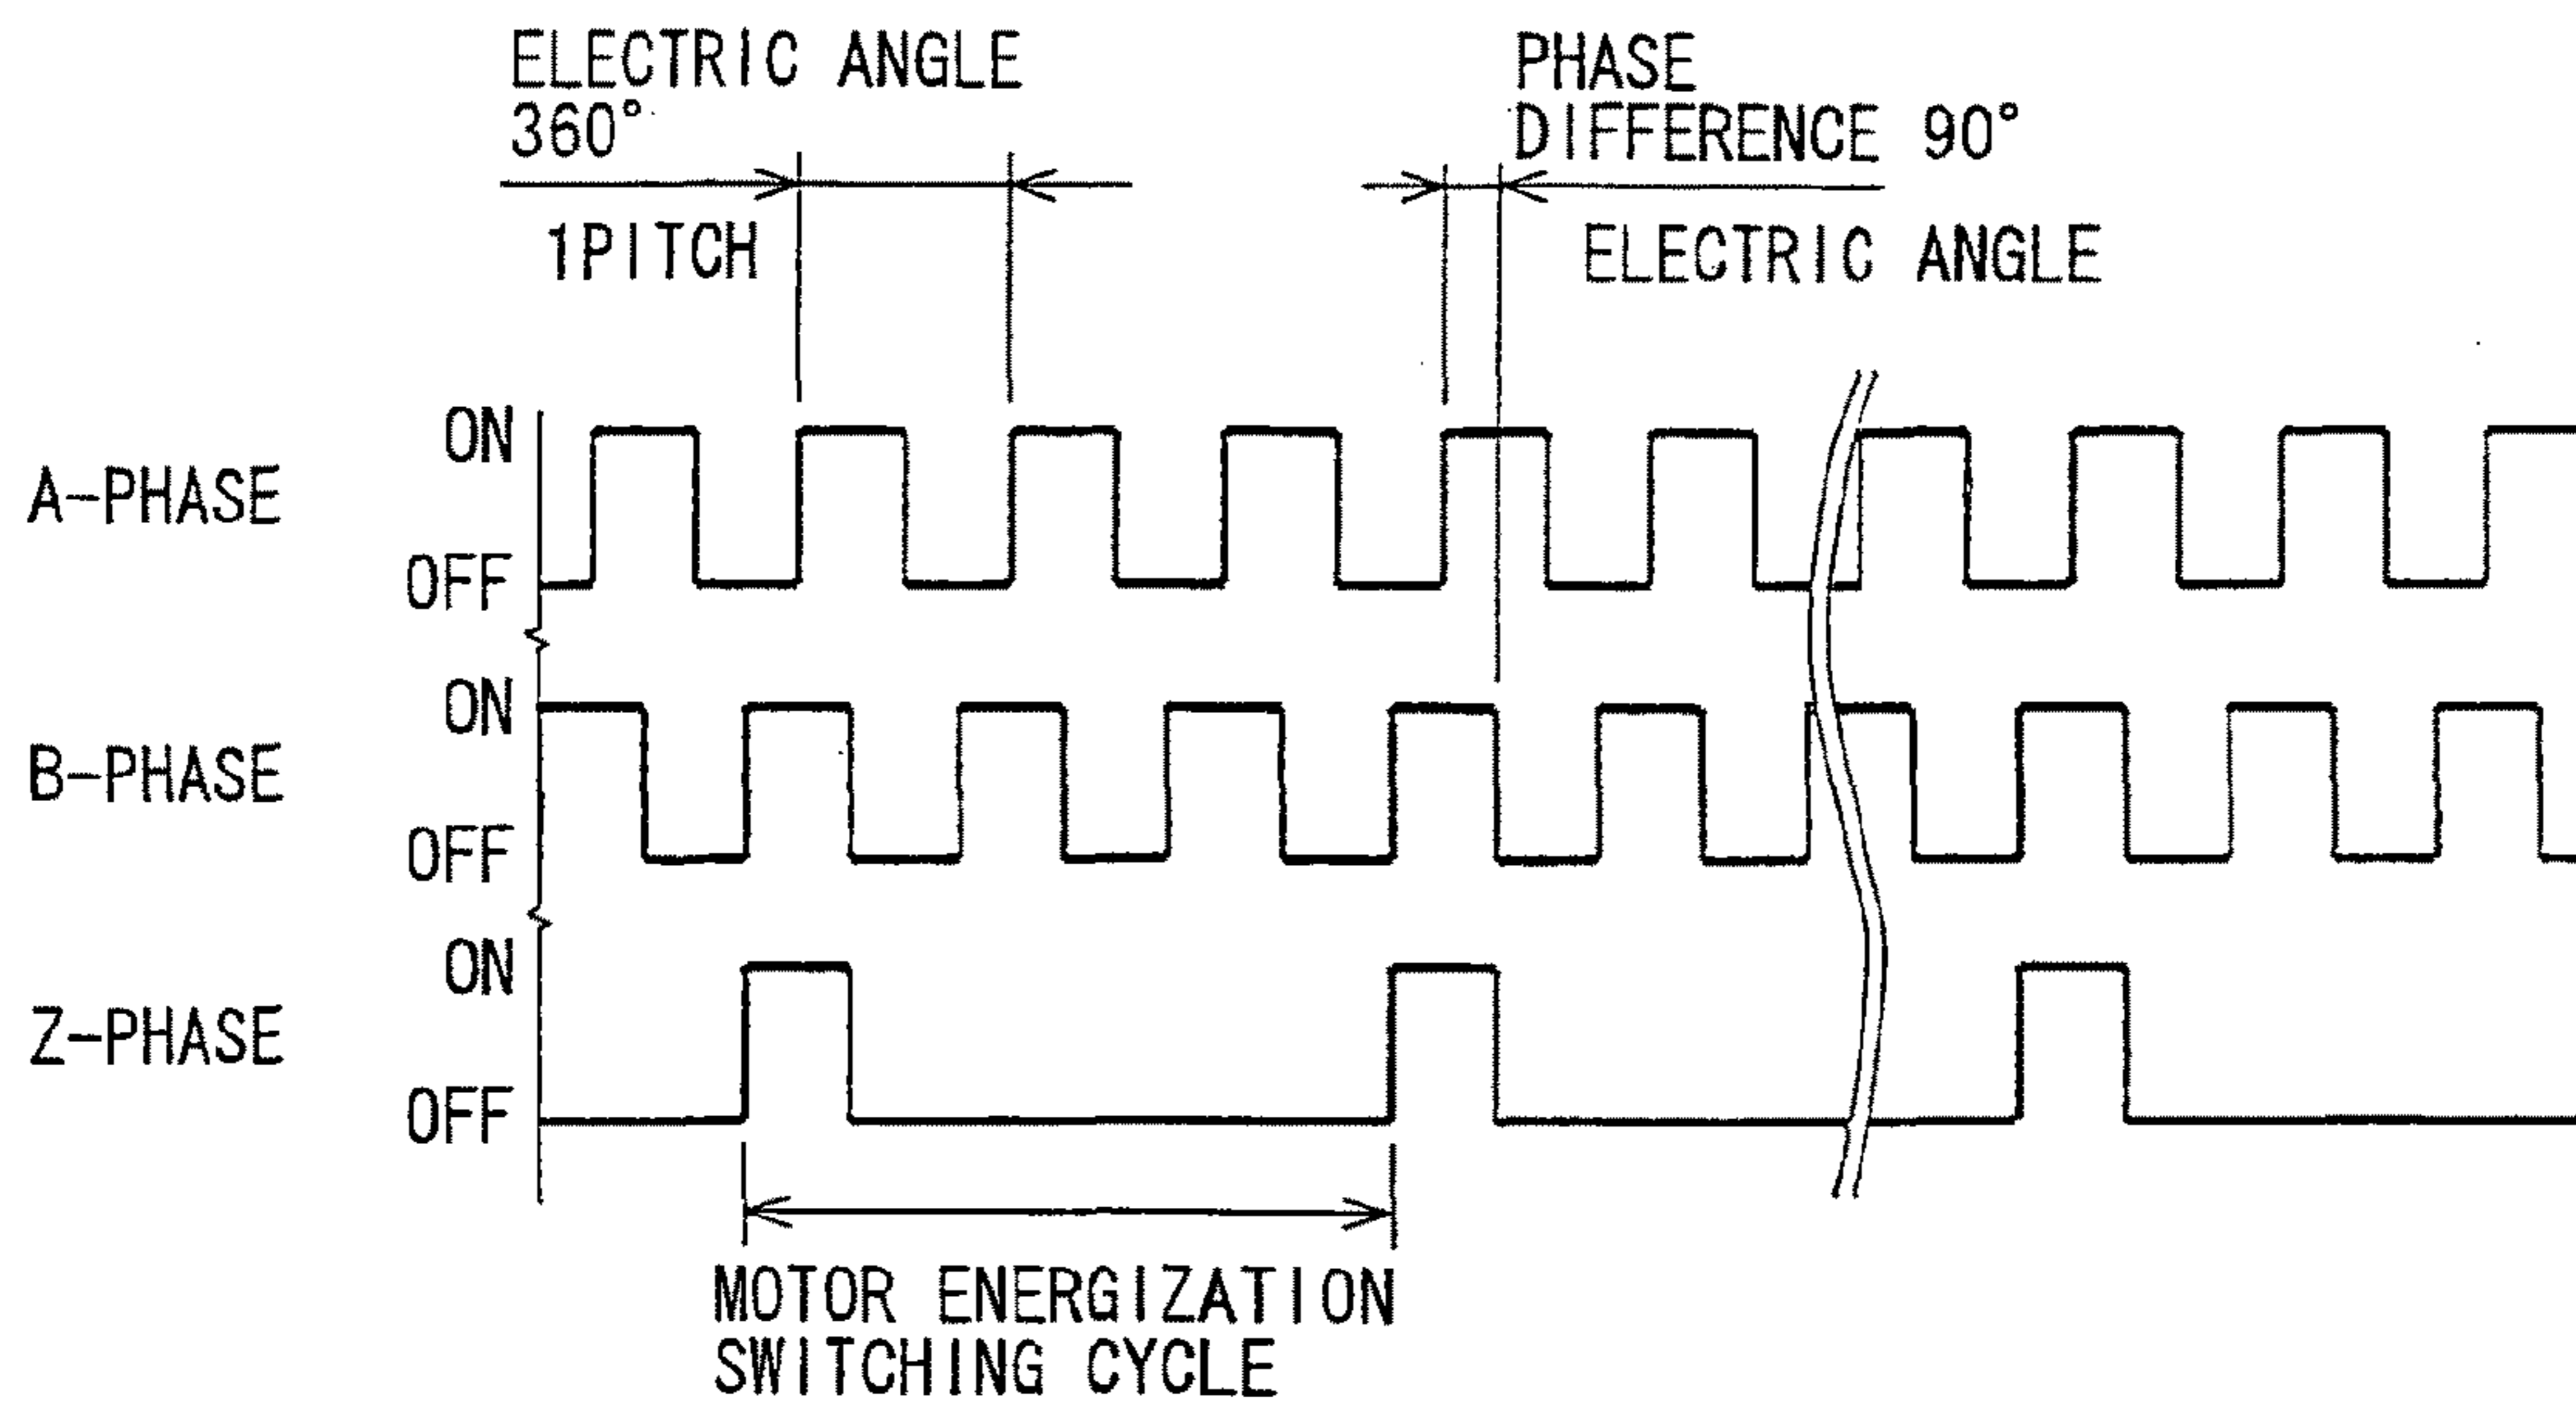 ELECTRIC ANGLE
360°
1PITCH
PHASE
DIFFERENCE 90°
ELECTRIC ANGLE
A-PHASE
ON
OFF
B-PHASE
ON
OFF
Z-PHASE
ON
OFF
MOTOR ENERGIZATION
SWITCHING CYCLE